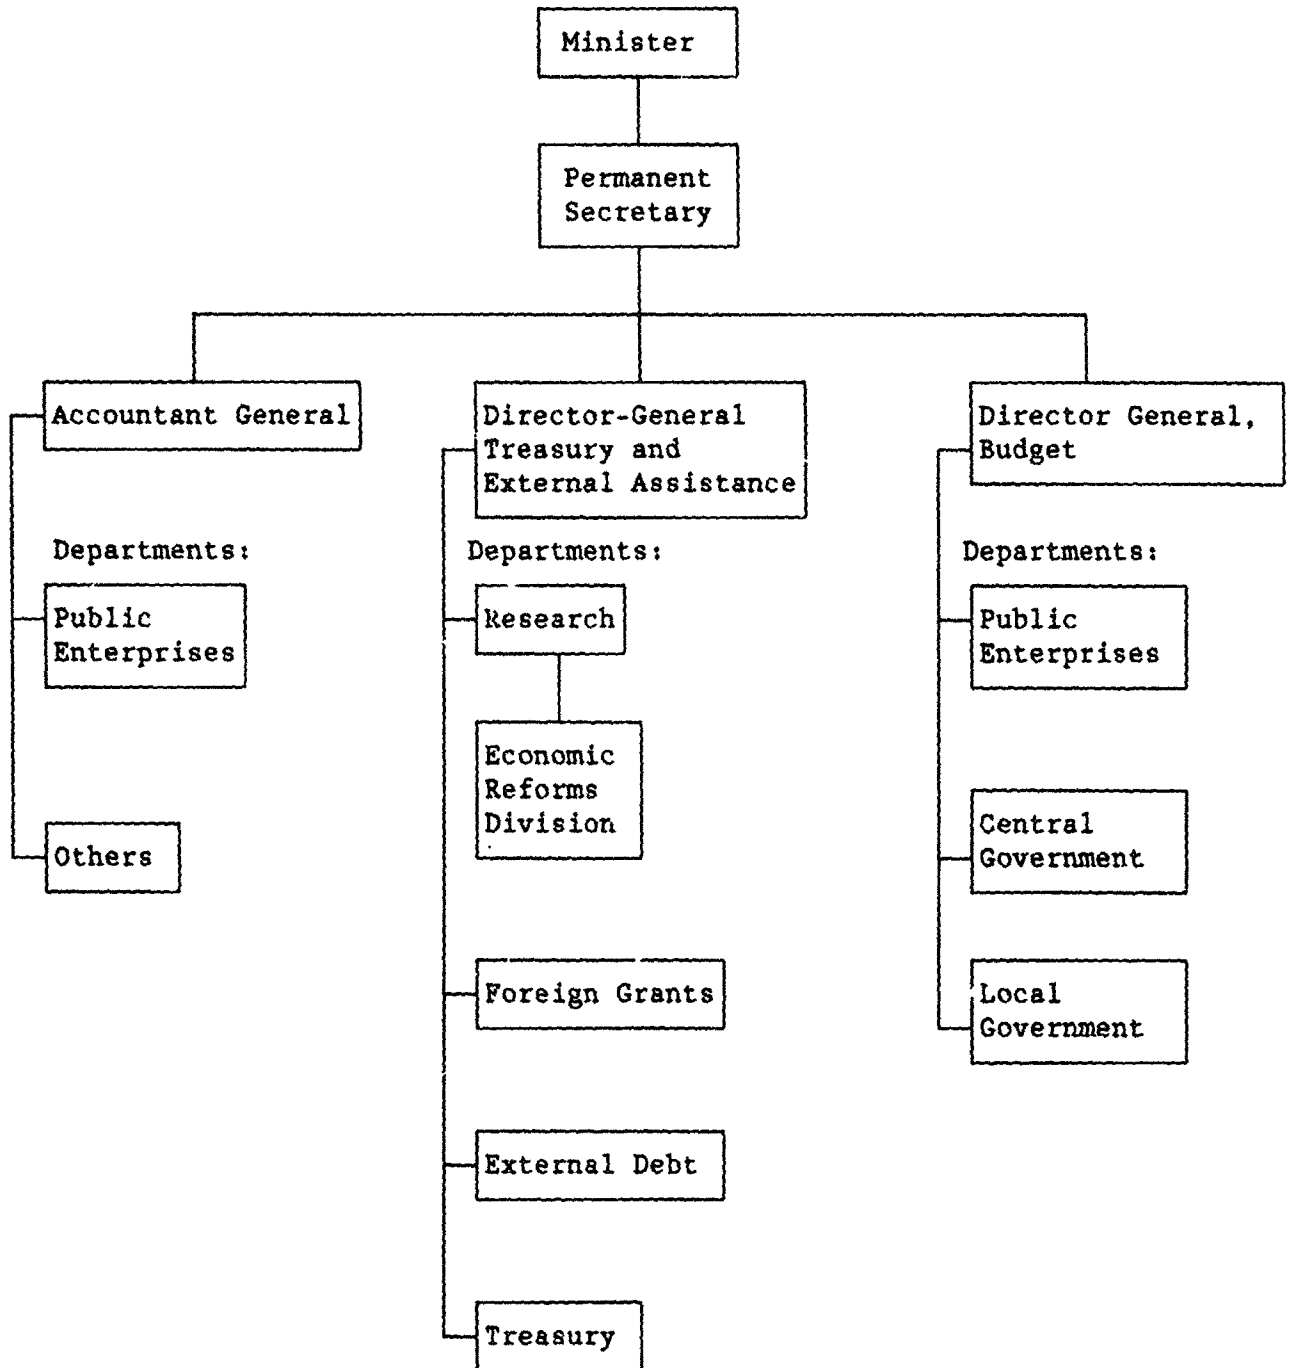 Minister
Permanent
Secretary
Accountant General
Director-General
Treasury and
External Assistance
Director General,
Budget
Departments:
Departments:
Departments:
Public
Enterprises
Research
Public
Enterprises
Economic
Reforms
Division
Central
Government
Others
Foreign Grants
Local
Government
External Debt
Treasury